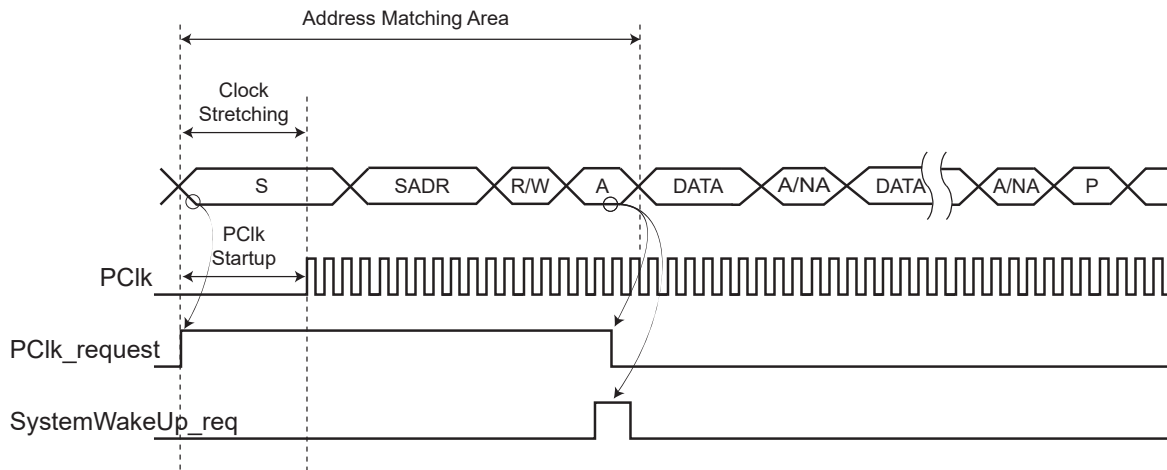 Address Matching Area
Clock
Stretching
S SADR R/W A DATA A/NA DATA A/NA P
PClk
Startup
PClk
PClk_request
SystemWakeUp_req